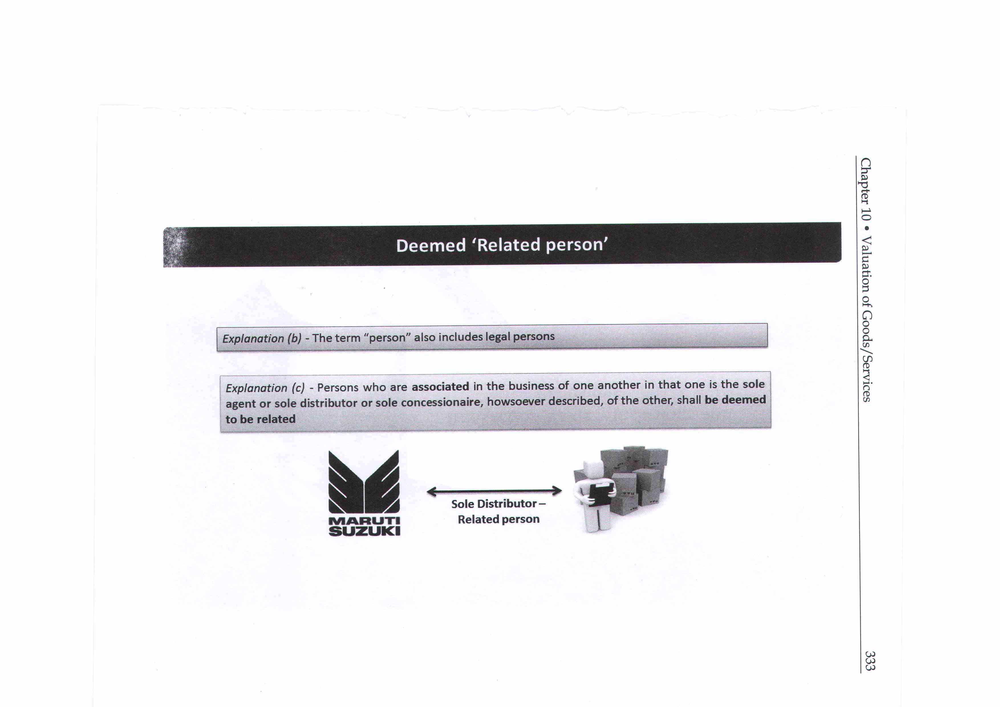 Chapter 10 • Valuation of Goods/Services
333
Deemed ‘Related person’
Explanation (b) - The term “person” also includes legal persons
Explanation (c) - Persons who are associated in the business of one another in that one is the sole
agent or sole distributor or sole concessionaire, howsoever described, of the other, shall be deemed
to be related
MARUTI
SUZUKI
Sole Distributor –
Related person